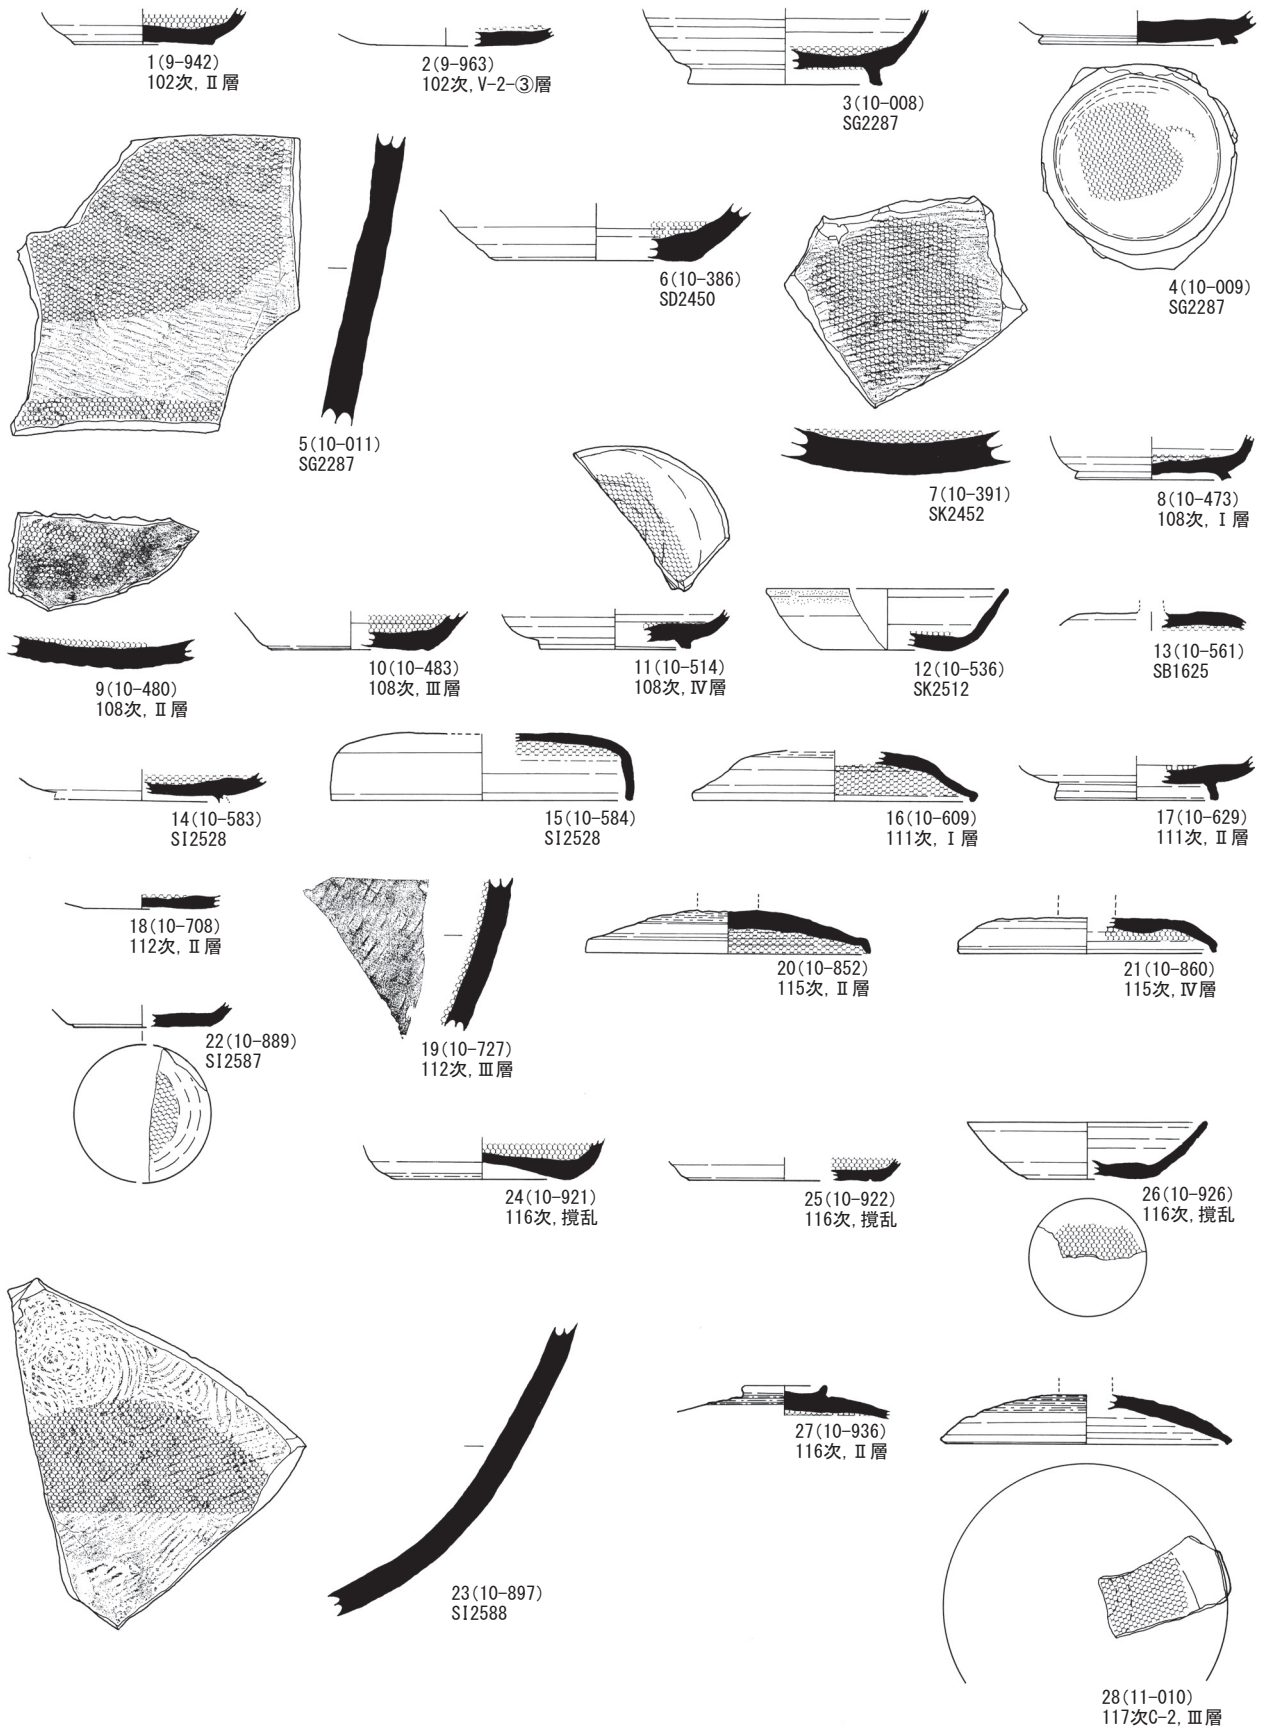 1(9-942)
102次, Ⅱ層
2(9-963)
102次, V-2-③層
3(10-008)
SG2287
4(10-009)
SG2287
5(10-011)
SG2287
6(10-386)
SD2450
7(10-391)
SK2452
8(10-473)
108次, Ⅰ層
9(10-480)
108次, Ⅱ層
10(10-483)
108次, Ⅲ層
11(10-514)
108次, Ⅳ層
12(10-536)
SK2512
13(10-561)
SB1625
14(10-583)
SI2528
15(10-584)
SI2528
16(10-609)
111次, Ⅰ層
17(10-629)
111次, Ⅱ層
18(10-708)
112次, Ⅱ層
19(10-727)
112次, Ⅲ層
20(10-852)
115次, Ⅱ層
21(10-860)
115次, Ⅳ層
22(10-889)
SI2587
23(10-897)
SI2588
24(10-921)
116次, 撹乱
25(10-922)
116次, 撹乱
26(10-926)
116次, 撹乱
27(10-936)
116次, Ⅱ層
28(11-010)
117次C-2, Ⅲ層